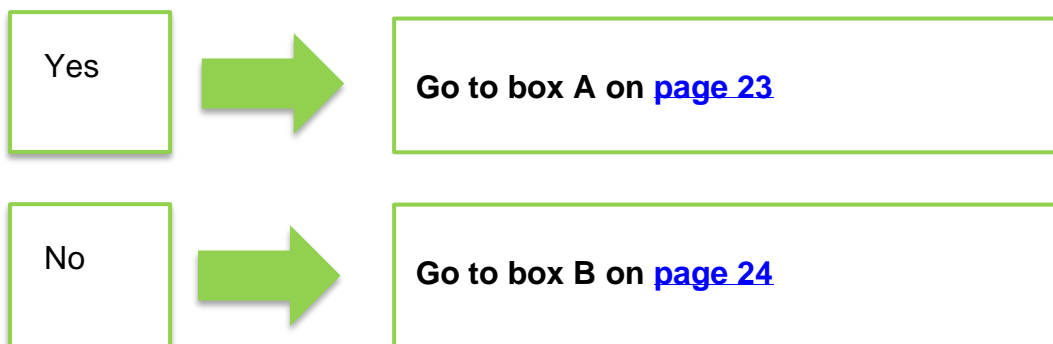 Yes
Go to box A on page 23
No
Go to box B on page 24